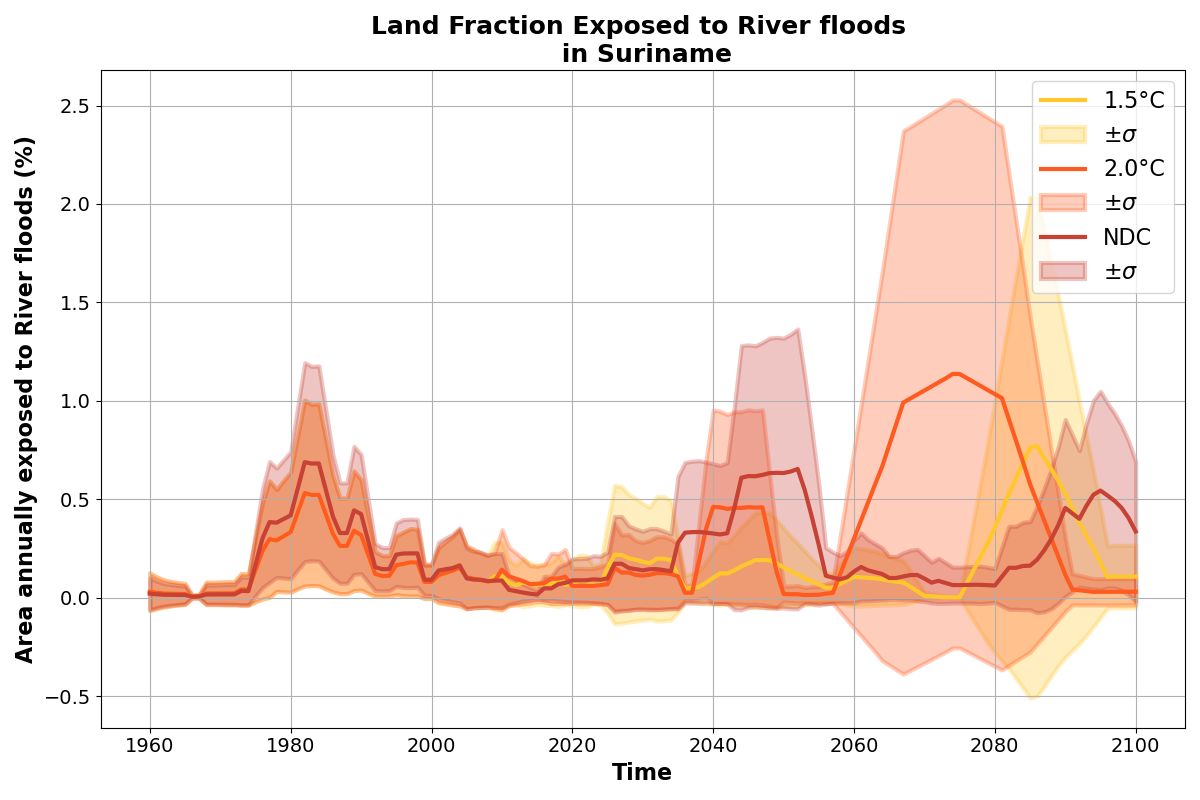 Land Fraction Exposed to River floods
in Suriname
Area annually exposed to River floods (%)
2.5
2.0
1.5
1.0
0.5
0.0
−0.5
1960 1980 2000 2020 2040 2060 2080 2100
Time
1.5°C
±σ
2.0°C
±σ
NDC
±σ